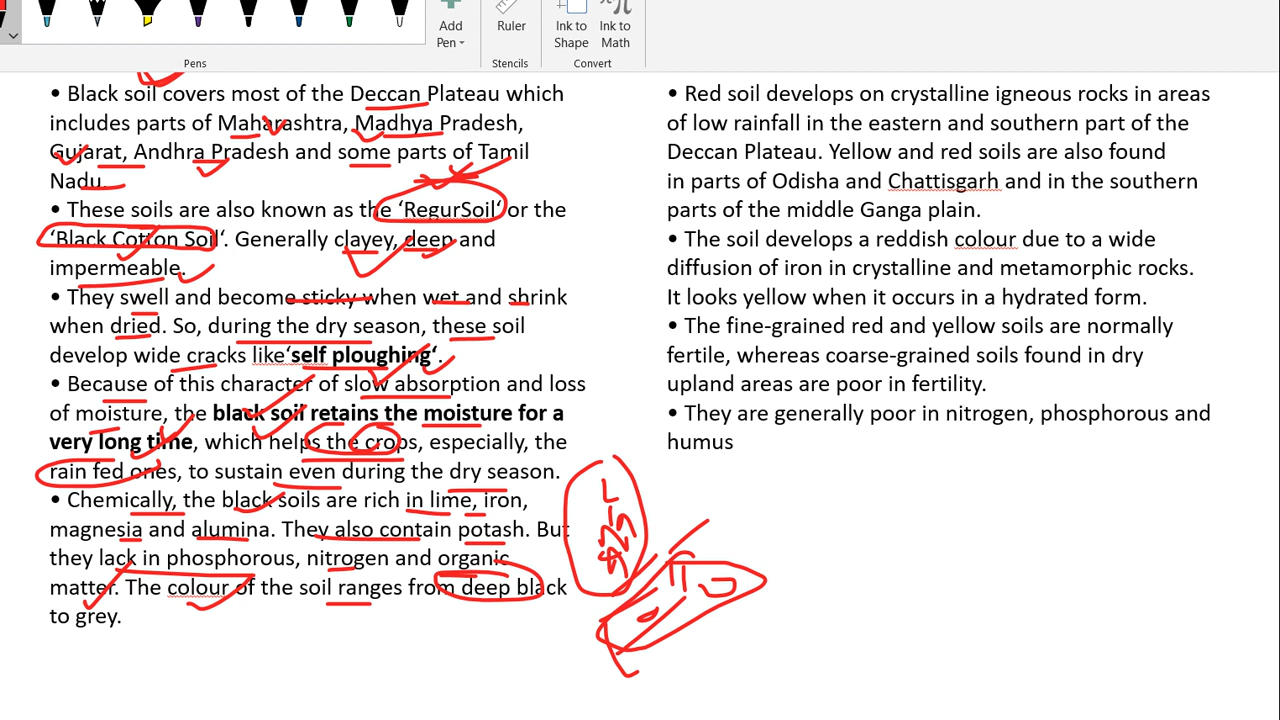 Add
Pen
Ruler
Ink to
Shape
Ink to
Math
Pens
Stencils
Convert
• Black soil covers most of the Deccan Plateau which
includes parts of Maharashtra, Madhya Pradesh,
Gujarat, Andhra Pradesh and some parts of Tamil
Nadu.
• These soils are also known as the ‘RegurSoil‘ or the
‘Black Cotton Soil‘. Generally clayey, deep and
impermeable.
• They swell and become sticky when wet and shrink
when dried. So, during the dry season, these soil
develop wide cracks like‘self ploughing‘.
• Because of this character of slow absorption and loss
of moisture, the black soil retains the moisture for a
very long time, which helps the crops, especially, the
rain fed ones, to sustain even during the dry season.
• Chemically, the black soils are rich in lime, iron,
magnesia and alumina. They also contain potash. But
they lack in phosphorous, nitrogen and organic
matter. The colour of the soil ranges from deep black
to grey.
• Red soil develops on crystalline igneous rocks in areas
of low rainfall in the eastern and southern part of the
Deccan Plateau. Yellow and red soils are also found
in parts of Odisha and Chattisgarh and in the southern
parts of the middle Ganga plain.
• The soil develops a reddish colour due to a wide
diffusion of iron in crystalline and metamorphic rocks.
It looks yellow when it occurs in a hydrated form.
• The fine-grained red and yellow soils are normally
fertile, whereas coarse-grained soils found in dry
upland areas are poor in fertility.
• They are generally poor in nitrogen, phosphorous and
humus